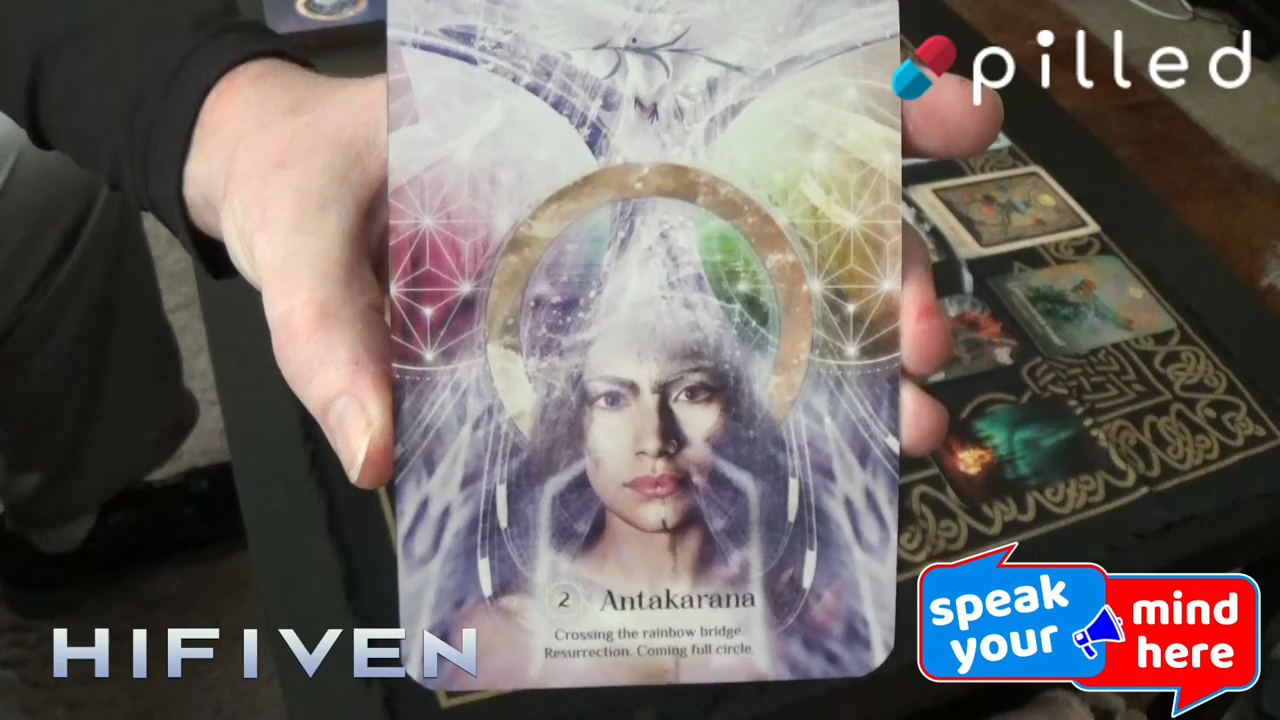 pilled
2 Antakarana
Crossing the rainbow bridge
Resurrection. Coming full circle.
HIFIVEN
speak
your
mind
here